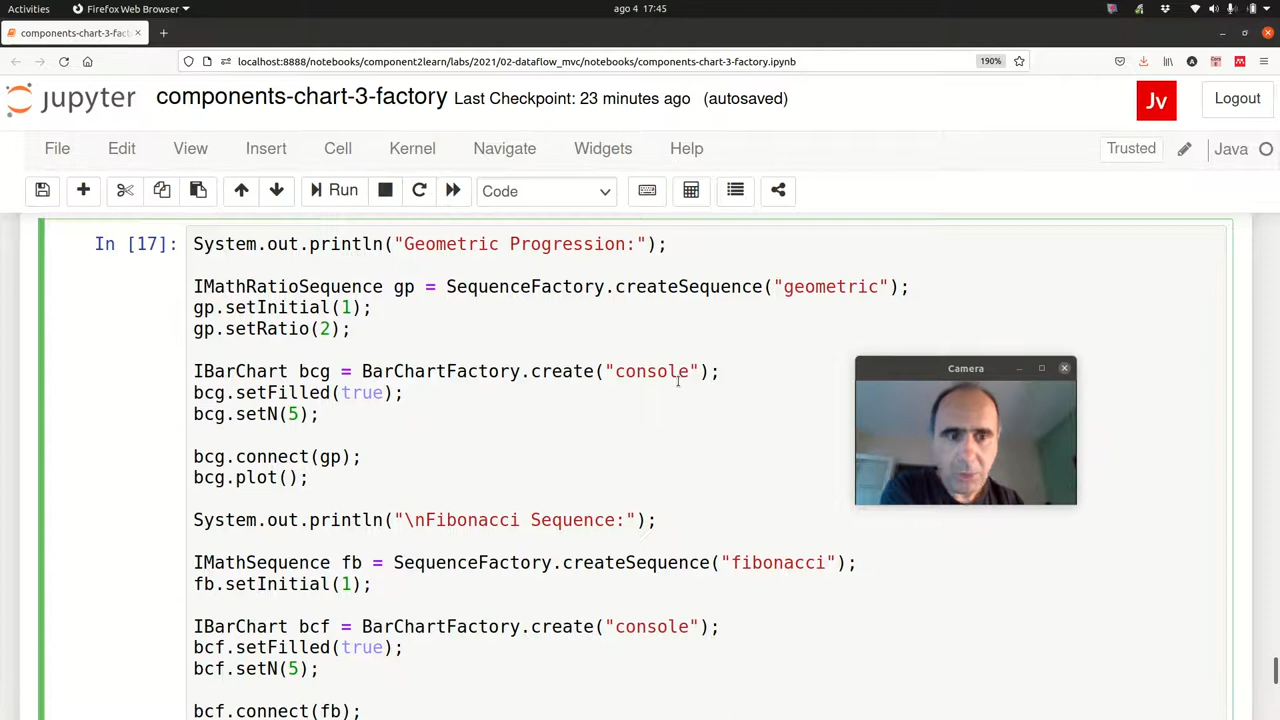 Activities
Firefox Web Browser
ago 4 17:45
components-chart-3-fact
localhost:8888/notebooks/component2learn/labs/2021/02-dataflow_mvc/notebooks/components-chart-3-factory.ipynb
190%
jupyter
components-chart-3-factory Last Checkpoint: 23 minutes ago (autosaved)
Jv
Logout
File Edit View Insert Cell Kernel Navigate Widgets Help
Trusted
Java
Run
Code
In [17]:
System.out.println("Geometric Progression:");
IMathRatioSequence gp = SequenceFactory.createSequence("geometric");
gp.setInitial(1);
gp.setRatio(2);
IBarChart bcg = BarChartFactory.create("console");
bcg.setFilled(true);
bcg.setN(5);
bcg.connect(gp);
bcg.plot();
System.out.println("\nFibonacci Sequence:");
IMathSequence fb = SequenceFactory.createSequence("fibonacci");
fb.setInitial(1);
IBarChart bcf = BarChartFactory.create("console");
bcf.setFilled(true);
bcf.setN(5);
bcf.connect(fb);
Camera